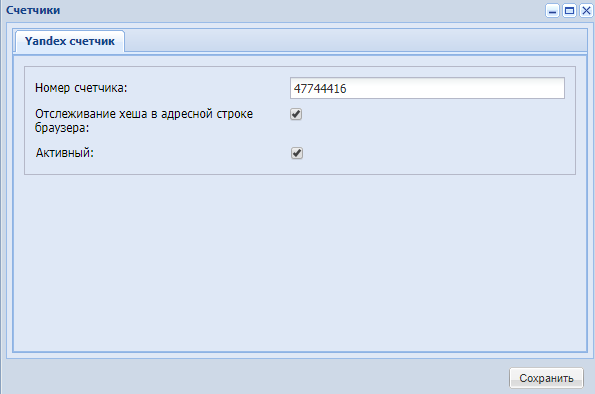 Счетчики
Yandex счетчик
Номер счетчика:
47744416
Отслеживание хеша в адресной строке
браузера:
Активный:
Сохранить